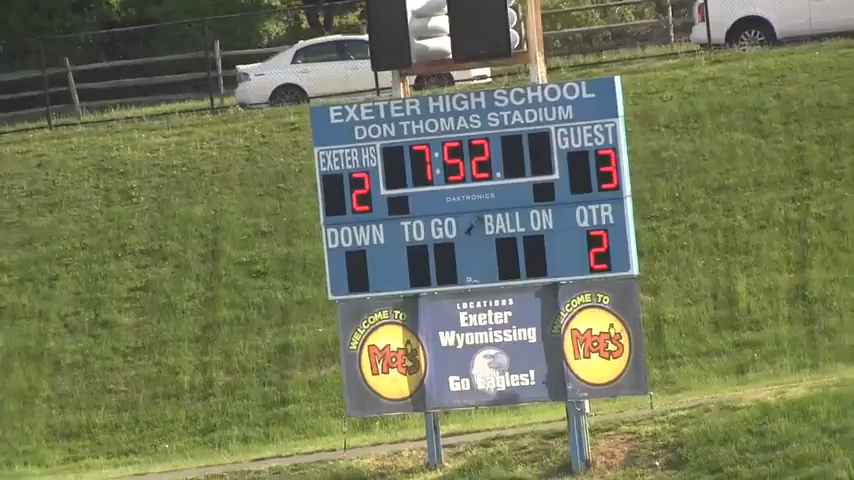 EXETER HIGH SCHOOL
DON THOMAS STADIUM
EXETER HS 7:52. GUEST
2 3
DAKTRONICS
DOWN TO GO BALL ON QTR
2
WELCOME TO
MOE'S
LOCATIONS
Exeter
Wyomissing
Go Eagles!
WELCOME TO
MOE'S